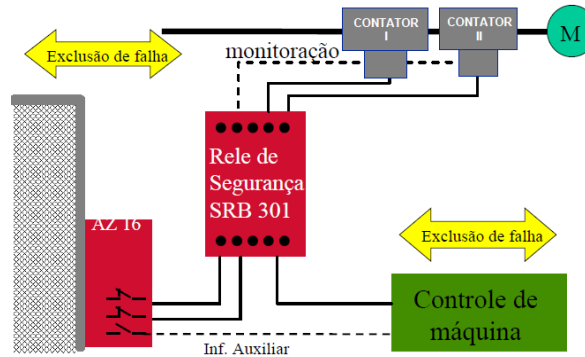 CONTATOR
I
CONTATOR
II
M
Exclusão de falha
monitoração
Rele de
Segurança
SRB 301
AZ 16
Exclusão de falha
Controle de
máquina
Inf. Auxiliar